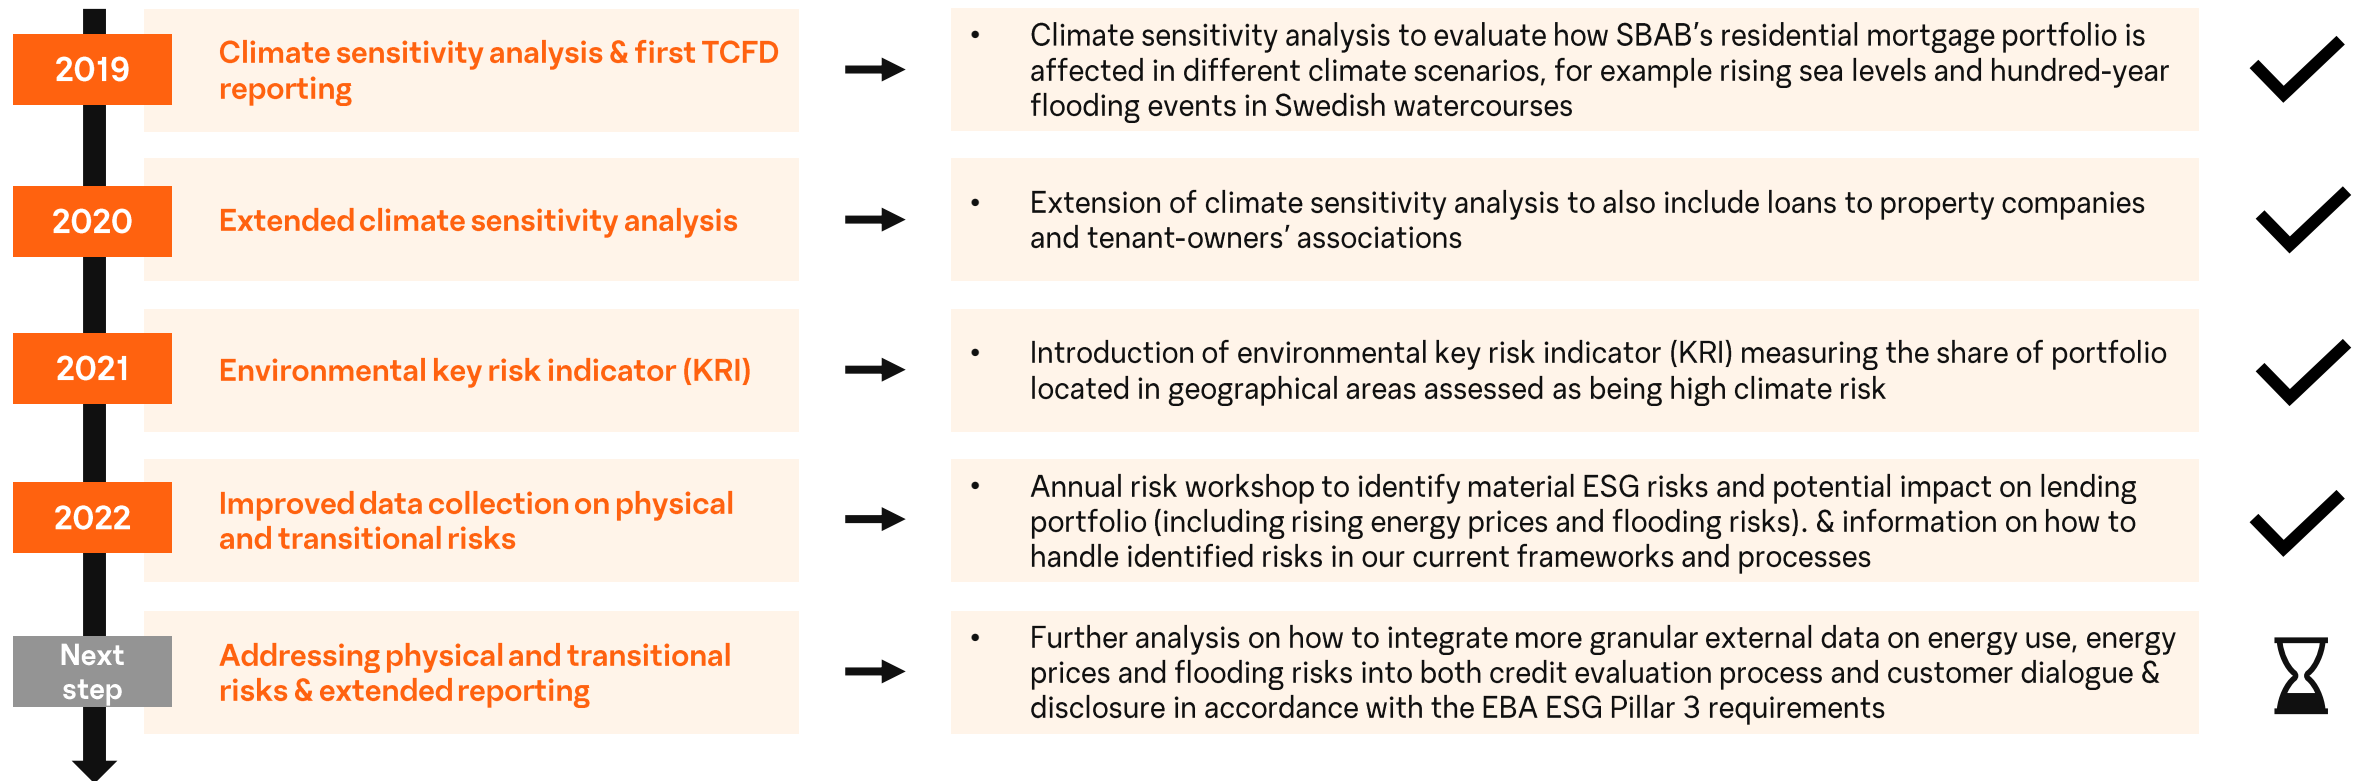 2019
Climate sensitivity analysis & first TCFD
reporting
• Climate sensitivity analysis to evaluate how SBAB’s residential mortgage portfolio is
affected in different climate scenarios, for example rising sea levels and hundred-year
flooding events in Swedish watercourses
2020
Extended climate sensitivity analysis
• Extension of climate sensitivity analysis to also include loans to property companies
and tenant-owners’ associations
2021
Environmental key risk indicator (KRI)
• Introduction of environmental key risk indicator (KRI) measuring the share of portfolio
located in geographical areas assessed as being high climate risk
2022
Improved data collection on physical
and transitional risks
• Annual risk workshop to identify material ESG risks and potential impact on lending
portfolio (including rising energy prices and flooding risks). & information on how to
handle identified risks in our current frameworks and processes
Next
step
Addressing physical and transitional
risks & extended reporting
• Further analysis on how to integrate more granular external data on energy use, energy
prices and flooding risks into both credit evaluation process and customer dialogue &
disclosure in accordance with the EBA ESG Pillar 3 requirements